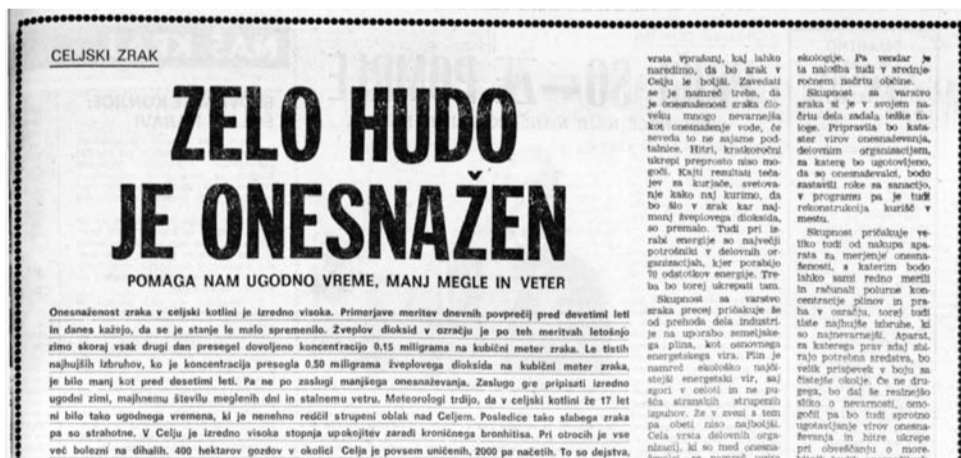 CELJSKI ZRAK
ZELO HUDO
JE ONESNAŽEN
POMAGA NAM UGODNO VREME, MANJ MEGLE IN VETER
Onesnaženost zraka v celjski kotlini je izredno visoka. Primerjave meritev dnevnih povprečij pred devetimi leti
in danes kažejo, da se je stanje le malo spremenilo. Žveplov dioksid v ozračju je po teh meritvah letošnjo
zimo skoraj vsak drugi dan presegel dovoljeno koncentracijo 0,15 miligrama na kubični meter zraka. Le tistih
najhujših izbruhov, ko je koncentracija presegla 0.50 miligrama žveplovega dioksida na kubični meter zraka,
je bilo manj kot pred desetimi leti. Pa ne po zaslugi manjšega onesnaževanja. Zaslugo gre pripisati izredno
ugodni zimi, majhnemu številu meglenih dni in stalnemu vetru. Meteorologi trdijo, da v celjski kotlini že 17 let
ni bilo tako ugodnega vremena, ki je nenehno redčil strupeni oblak nad Celjem. Posledice tako slabega zraka
pa so strahotne. V Celju je izredno visoka stopnja upokojitev zaradi kroničnega bronhitisa. Pri otrocih je vse
več bolezni na dihalih. 400 hektarov gozdov v okolici Celja je povsem uničenih, 2000 pa načetih. To so dejstva,
vrsta vprašanj, kaj lahko
naredimo, da bo zrak v
Celju le boljši. Zavedati
se je namreč treba, da
je onesnaženost zraka člo-
veku mnogo nevarnejša
kot onesnaženje vode, če
seveda to ne zajame pod-
talnice. Hitri, kratkoročni
ukrepi preprosto niso mo-
goči. Kajti rezultati teča-
jev za kurjače, svetova-
nje kako naj kurimo, da
bo šlo v zrak kar naj-
manj žveplovega dioksida,
so premalo. Tudi pri iz-
rabi energije so največji
potrošniki v delovnih or-
ganizacijah, kjer porabijo
70 odstotkov energije. Tre-
ba bo torej ukrepati tam.
Skupnost za varstvo
zraka precej pričakuje še
od prehoda dela industri-
je na uporabo zemeljske-
ga plina, kot osnovnega
energetskega vira. Plin je
namreč ekološko najči-
stejši energetski vir, saj
zgori v celoti in ne pu-
šča stranskih strupenih
izpuhov. Že v zvezi s tem
pa obeti niso najboljši.
Cela vrsta delovnih orga-
nizacij, ki so med onesna-
ekologije. Pa vendar je
ta naložba tudi v srednje-
ročnem načrtu občine.
Skupnost za varstvo
zraka si je v svojem na-
črtu dela zadala težke na-
loge. Pripravila bo kata-
ster virov onesnaževanja,
delovnim organizacijam,
za katere bo ugotovljeno,
da so onesnaževalci, bodo
zastavili roke za sanacijo,
v programu pa je tudi
rekonstrukcija kurišč v
mestu.
Skupnost pričakuje ve-
liko tudi od nakupa apa-
rata za merjenje onesna-
ženosti, s katerim bodo
lahko sami redno merili
in računali polurne kon-
centracije plinov in pra-
ha v ozračju, torej tudi
tiste najhujše izbruhe, ki
so najnevarnejši. Aparat,
za katerega prav zdaj zbi-
rajo potrebna sredstva, bo
velik prispevek v boju za
čistejše okolje. Če ne dru-
gega, bo dal še realnejšo
sliko o nevarnosti, omo-
gočil pa bo tudi sprotno
ugotavljanje virov onesna-
ževanja in hitre ukrepe
pri obveščanju o more-